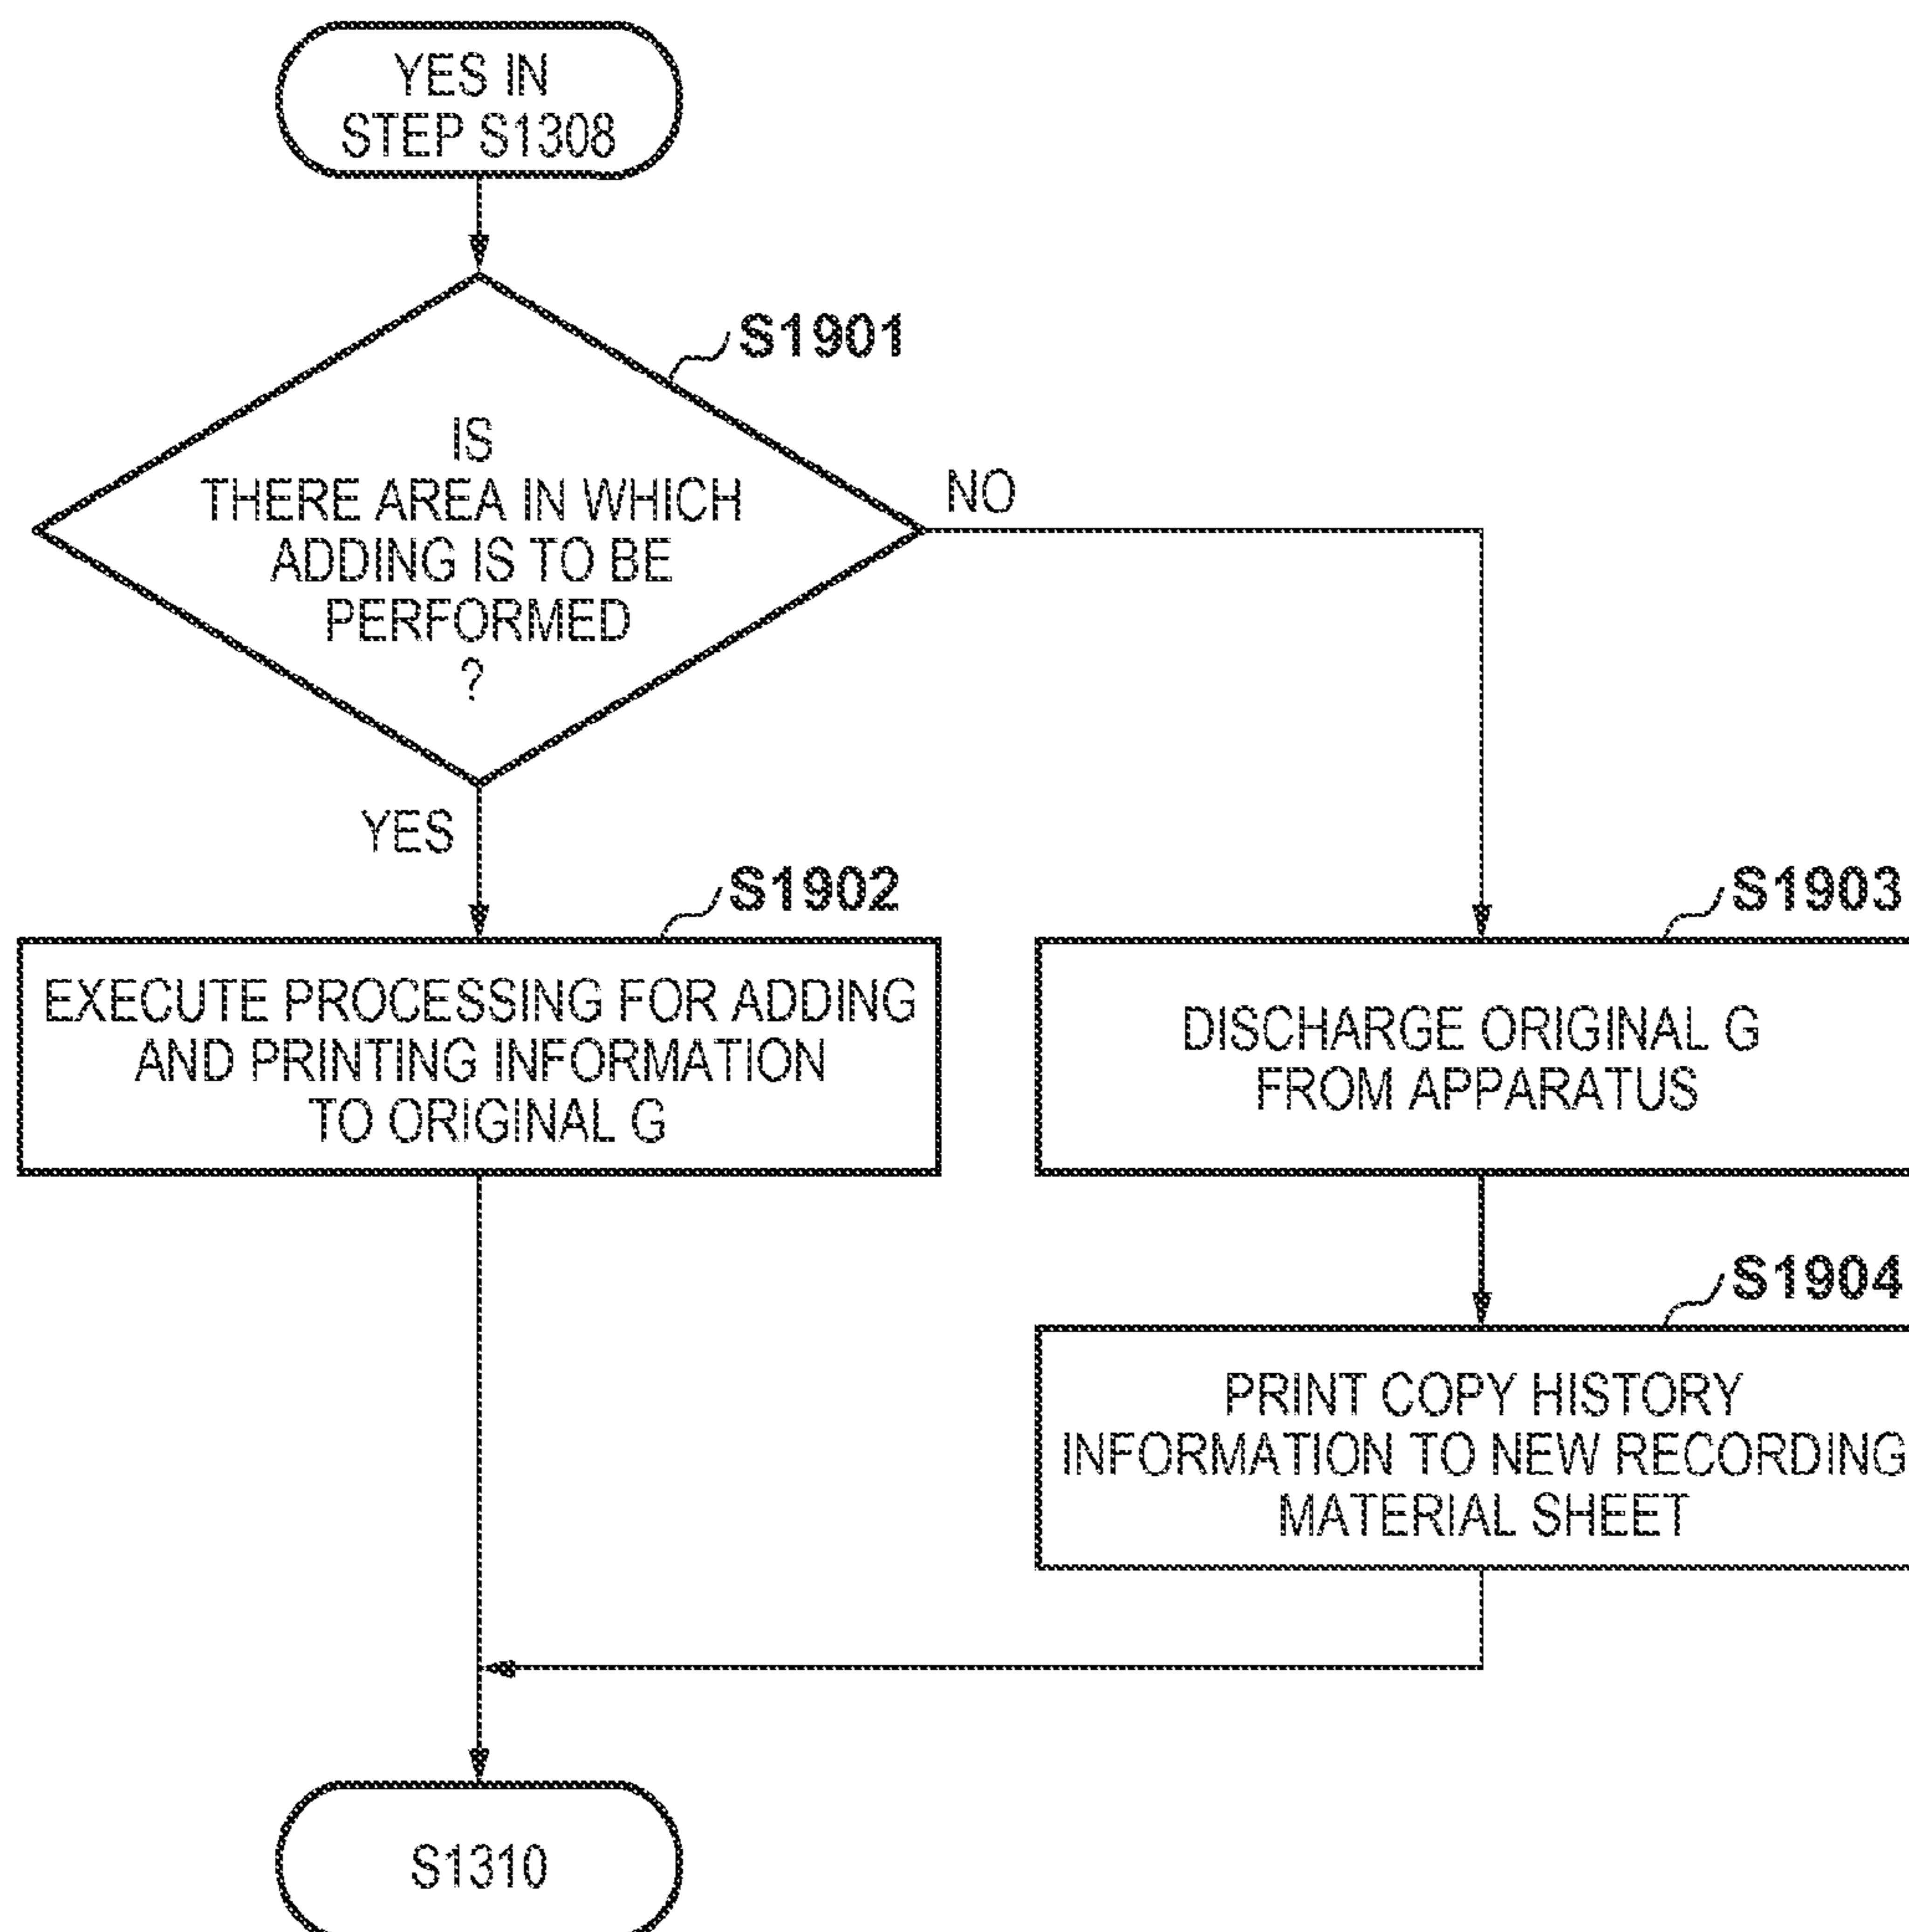 YES IN
STEP S1308
S1901
IS
THERE AREA IN WHICH
ADDING IS TO BE
PERFORMED
?
NO
YES
S1902
EXECUTE PROCESSING FOR ADDING
AND PRINTING INFORMATION
TO ORIGINAL G
S1903
DISCHARGE ORIGINAL G
FROM APPARATUS
S1904
PRINT COPY HISTORY
INFORMATION TO NEW RECORDING
MATERIAL SHEET
S1310